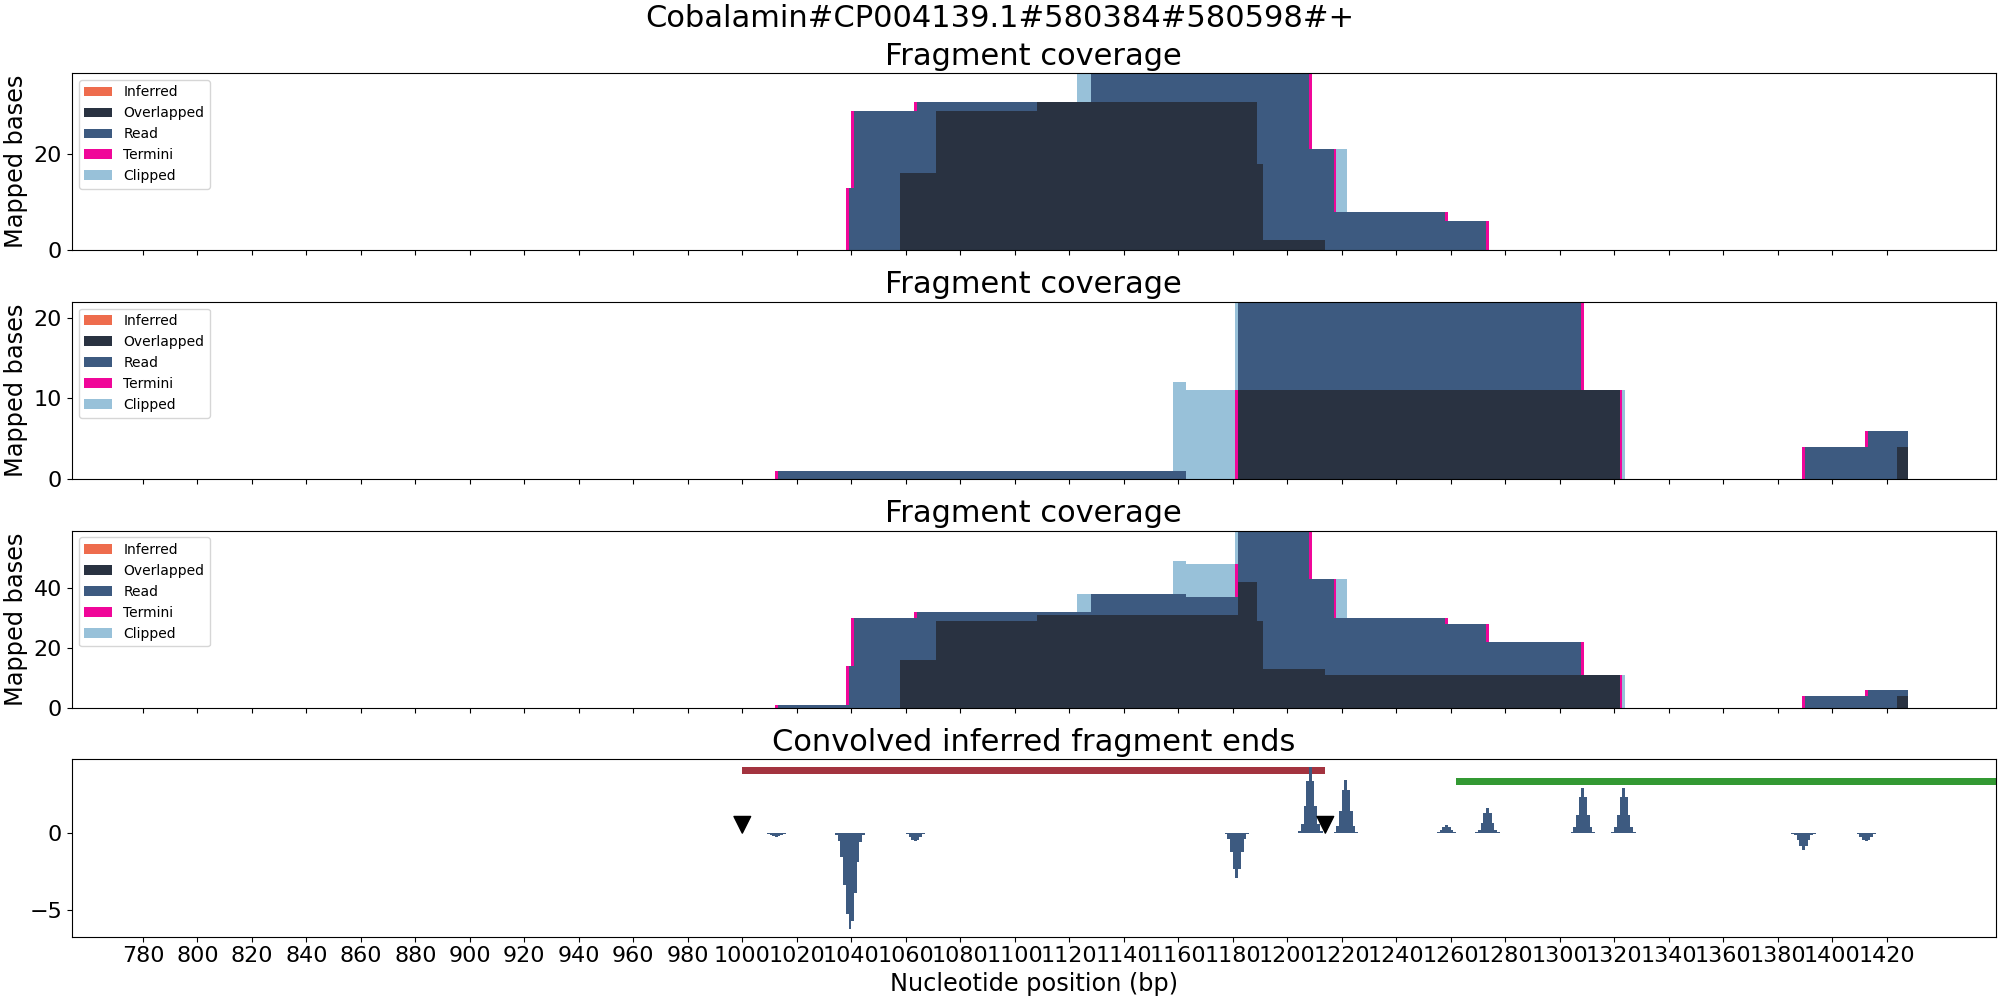 Cobalamin#CP004139.1#580384#580598#+
Fragment coverage
Mapped bases
20
0
Inferred
Overlapped
Read
Termini
Clipped
Fragment coverage
Mapped bases
20
10
0
Inferred
Overlapped
Read
Termini
Clipped
Fragment coverage
Mapped bases
40
20
0
Inferred
Overlapped
Read
Termini
Clipped
Convolved inferred fragment ends
0
−5
780 800 820 840 860 880 900 920 940 960 980 1000 1020 1040 1060 1080 1100 1120 1140 1160 1180 1200 1220 1240 1260 1280 1300 1320 1340 1360 1380 1400 1420
Nucleotide position (bp)